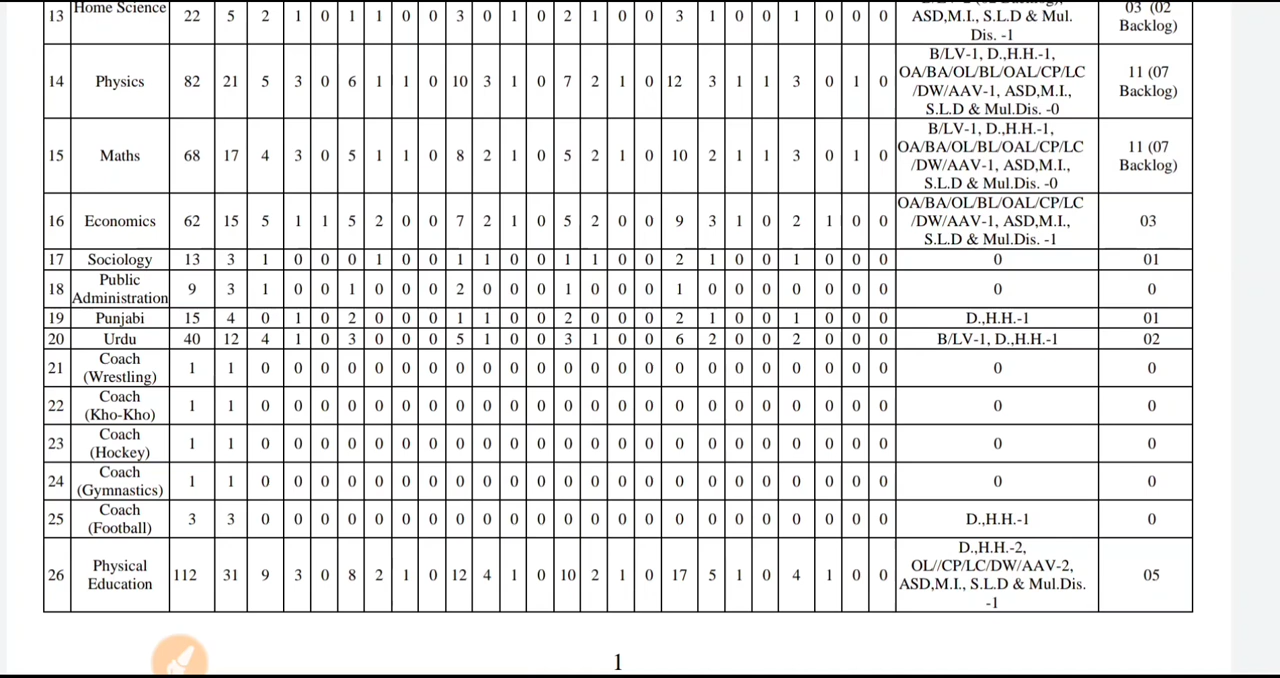 13 Home Science 22 5 2 1 0 1 1 0 0 3 0 1 0 2 1 0 0 3 1 0 0 1 0 0 0 ASD,M.I., S.L.D & Mul. Dis. -1 03 (02 Backlog)
14 Physics 82 21 5 3 0 6 1 1 0 10 3 1 0 7 2 1 0 12 3 1 1 3 0 1 0 B/LV-1, D.,H.H.-1, OA/BA/OL/BL/OAL/CP/LC /DW/AAV-1, ASD,M.I., S.L.D & Mul.Dis. -0 11 (07 Backlog)
15 Maths 68 17 4 3 0 5 1 1 0 8 2 1 0 5 2 1 0 10 2 1 1 3 0 1 0 B/LV-1, D.,H.H.-1, OA/BA/OL/BL/OAL/CP/LC /DW/AAV-1, ASD,M.I., S.L.D & Mul.Dis. -0 11 (07 Backlog)
16 Economics 62 15 5 1 1 5 2 0 0 7 2 1 0 5 2 0 0 9 3 1 0 2 1 0 0 OA/BA/OL/BL/OAL/CP/LC /DW/AAV-1, ASD,M.I., S.L.D & Mul.Dis. -1 03
17 Sociology 13 3 1 0 0 0 1 0 0 1 1 0 0 1 1 0 0 2 1 0 0 1 0 0 0 0 01
18 Public Administration 9 3 1 0 0 1 0 0 0 2 0 0 0 1 0 0 0 1 0 0 0 0 0 0 0 0 0
19 Punjabi 15 4 0 1 0 2 0 0 0 1 1 0 0 2 0 0 0 2 1 0 0 1 0 0 0 D.,H.H.-1 01
20 Urdu 40 12 4 1 0 3 0 0 0 5 1 0 0 3 1 0 0 6 2 0 0 2 0 0 0 B/LV-1, D.,H.H.-1 02
21 Coach (Wrestling) 1 1 0 0 0 0 0 0 0 0 0 0 0 0 0 0 0 0 0 0 0 0 0 0 0 0 0
22 Coach (Kho-Kho) 1 1 0 0 0 0 0 0 0 0 0 0 0 0 0 0 0 0 0 0 0 0 0 0 0 0 0
23 Coach (Hockey) 1 1 0 0 0 0 0 0 0 0 0 0 0 0 0 0 0 0 0 0 0 0 0 0 0 0 0
24 Coach (Gymnastics) 1 1 0 0 0 0 0 0 0 0 0 0 0 0 0 0 0 0 0 0 0 0 0 0 0 0 0
25 Coach (Football) 3 3 0 0 0 0 0 0 0 0 0 0 0 0 0 0 0 0 0 0 0 0 0 0 0 D.,H.H.-1 0
26 Physical Education 112 31 9 3 0 8 2 1 0 12 4 1 0 10 2 1 0 17 5 1 0 4 1 0 0 D.,H.H.-2, OL//CP/LC/DW/AAV-2, ASD,M.I., S.L.D & Mul.Dis. -1 05
1